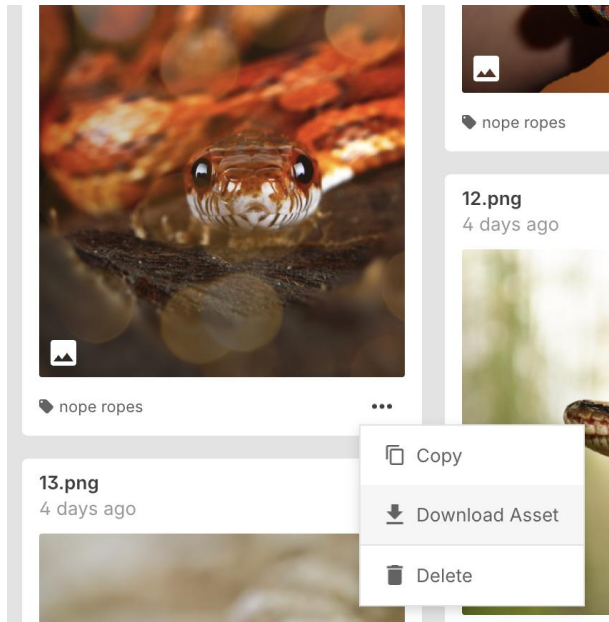 nope ropes
13.png
4 days ago
Copy
Download Asset
Delete
nope ropes
12.png
4 days ago